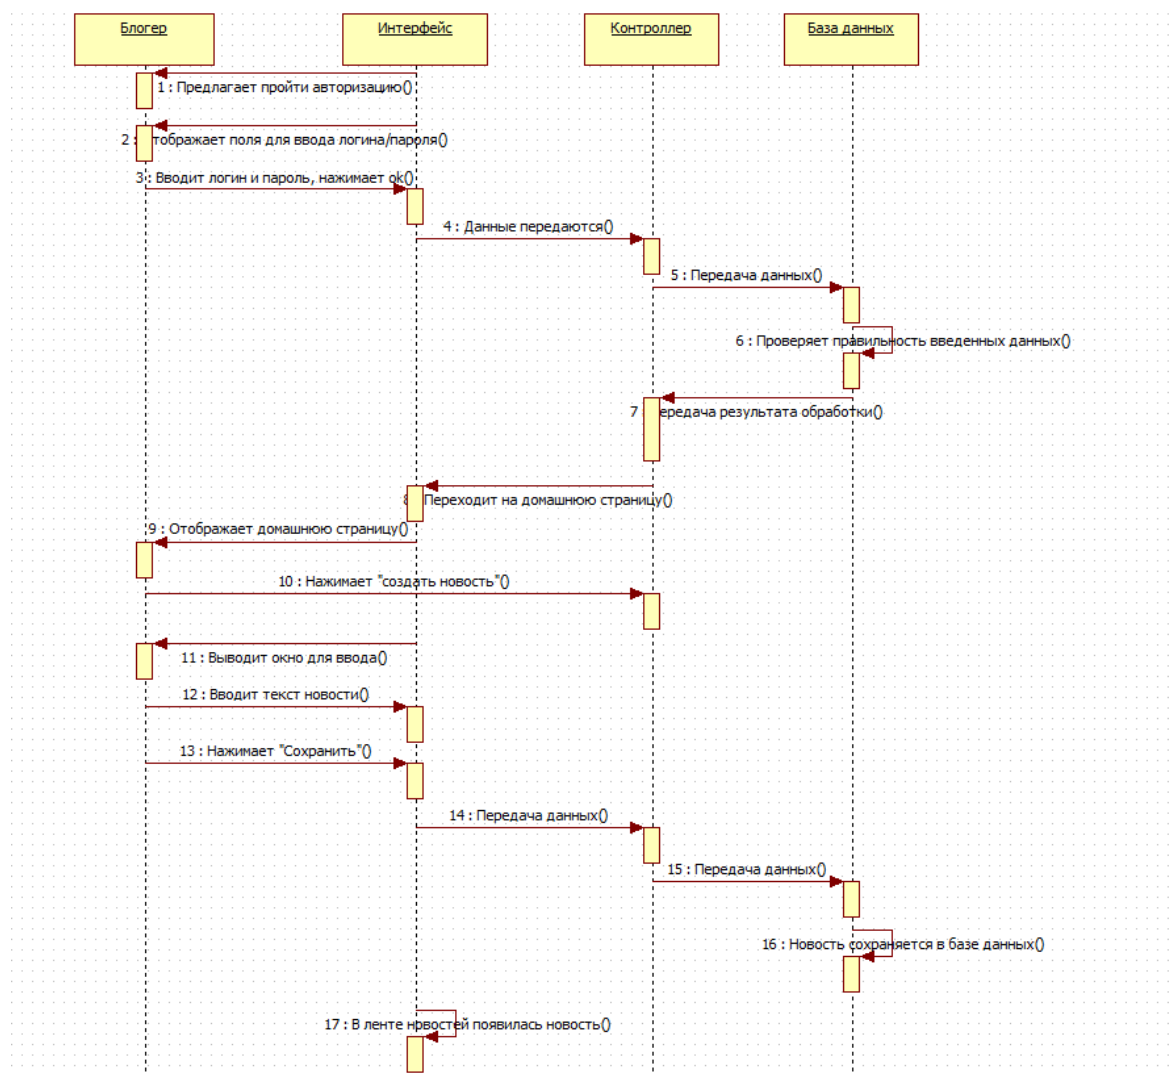 Блогер
Интерфейс
Контроллер
База данных
1 : Предлагает пройти авторизацию()
2 : Отображает поля для ввода логина/пароля()
3 : Вводит логин и пароль, нажимает ok()
4 : Данные передаются()
5 : Передача данных()
6 : Проверяет правильность введенных данных()
7 : Передача результата обработки()
8 : Переходит на домашнюю страницу()
9 : Отображает домашнюю страницу()
10 : Нажимает "создать новость"()
11 : Выводит окно для ввода()
12 : Вводит текст новости()
13 : Нажимает "Сохранить"()
14 : Передача данных()
15 : Передача данных()
16 : Новость сохраняется в базе данных()
17 : В ленте новостей появилась новость()